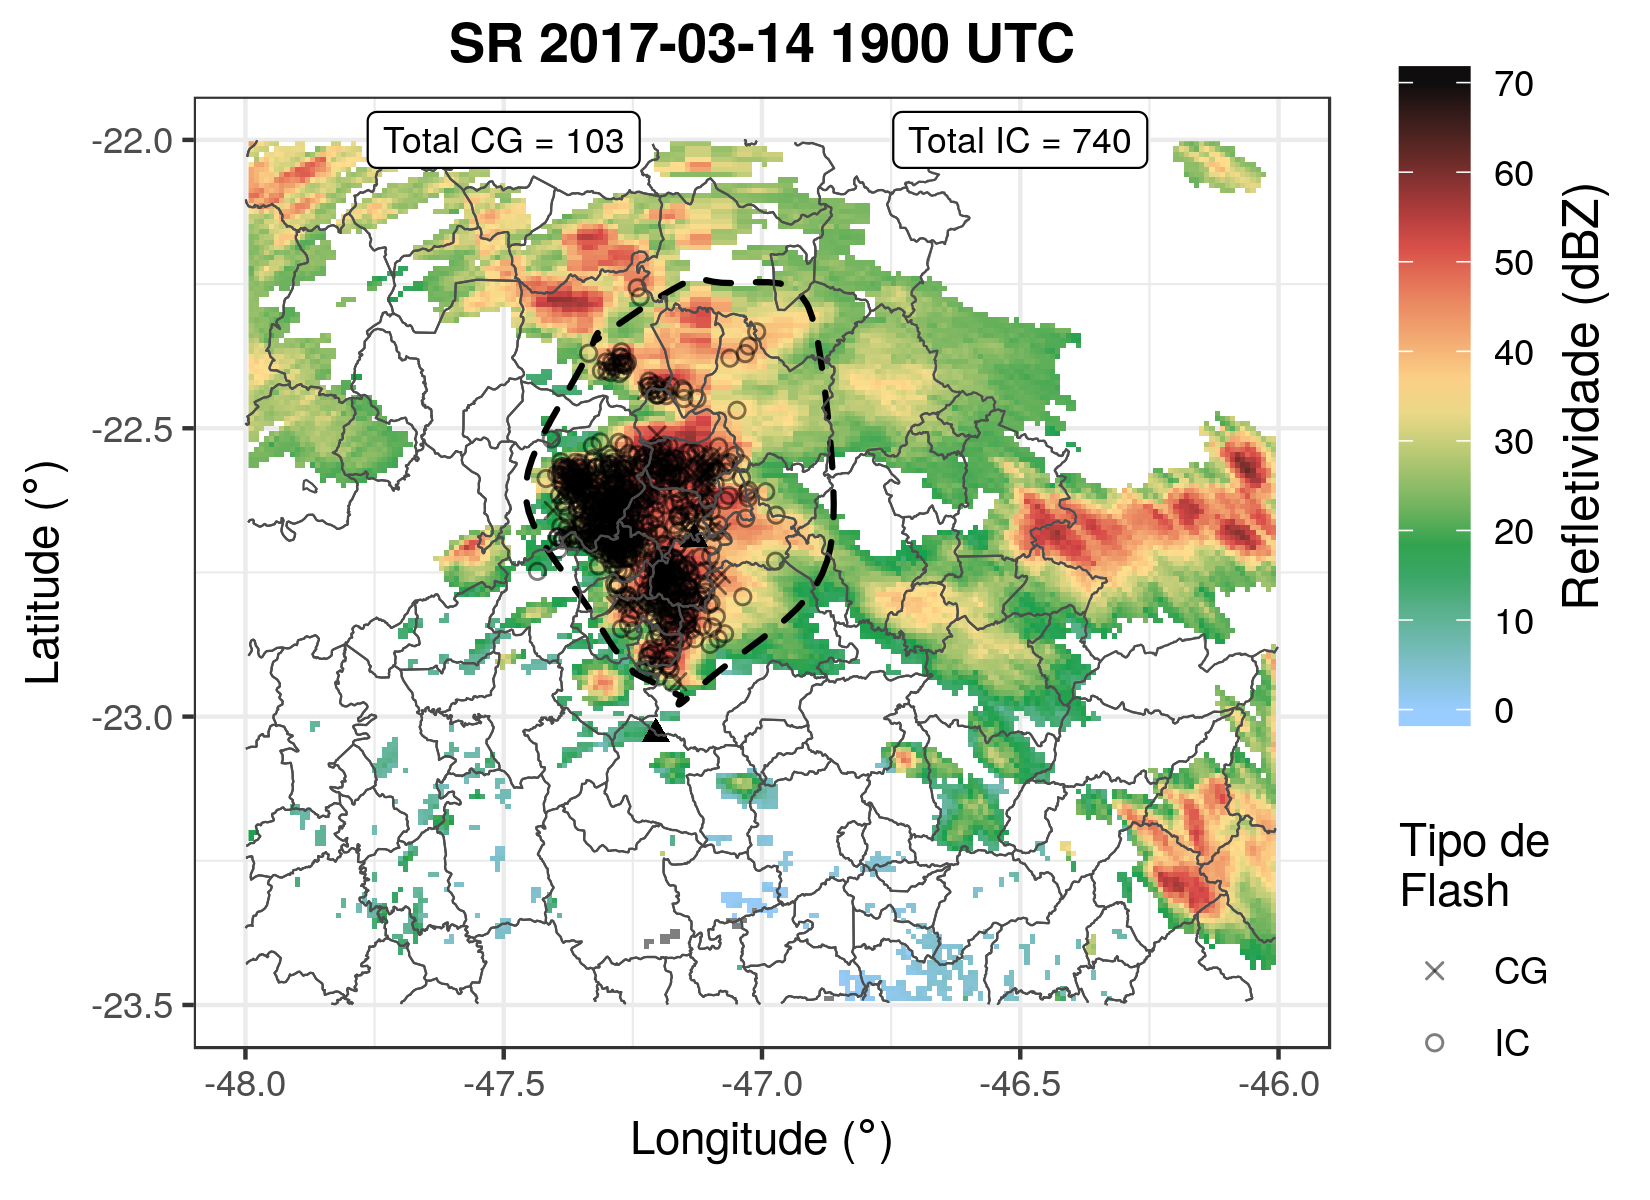 SR 2017-03-14 1900 UTC
Total CG = 103
Total IC = 740
-22.0
-22.5
-23.0
-23.5
Latitude (°)
-48.0
-47.5
-47.0
-46.5
-46.0
Longitude (°)
70
60
50
40
30
20
10
0
Refletividade (dBZ)
Tipo de
Flash
CG
IC